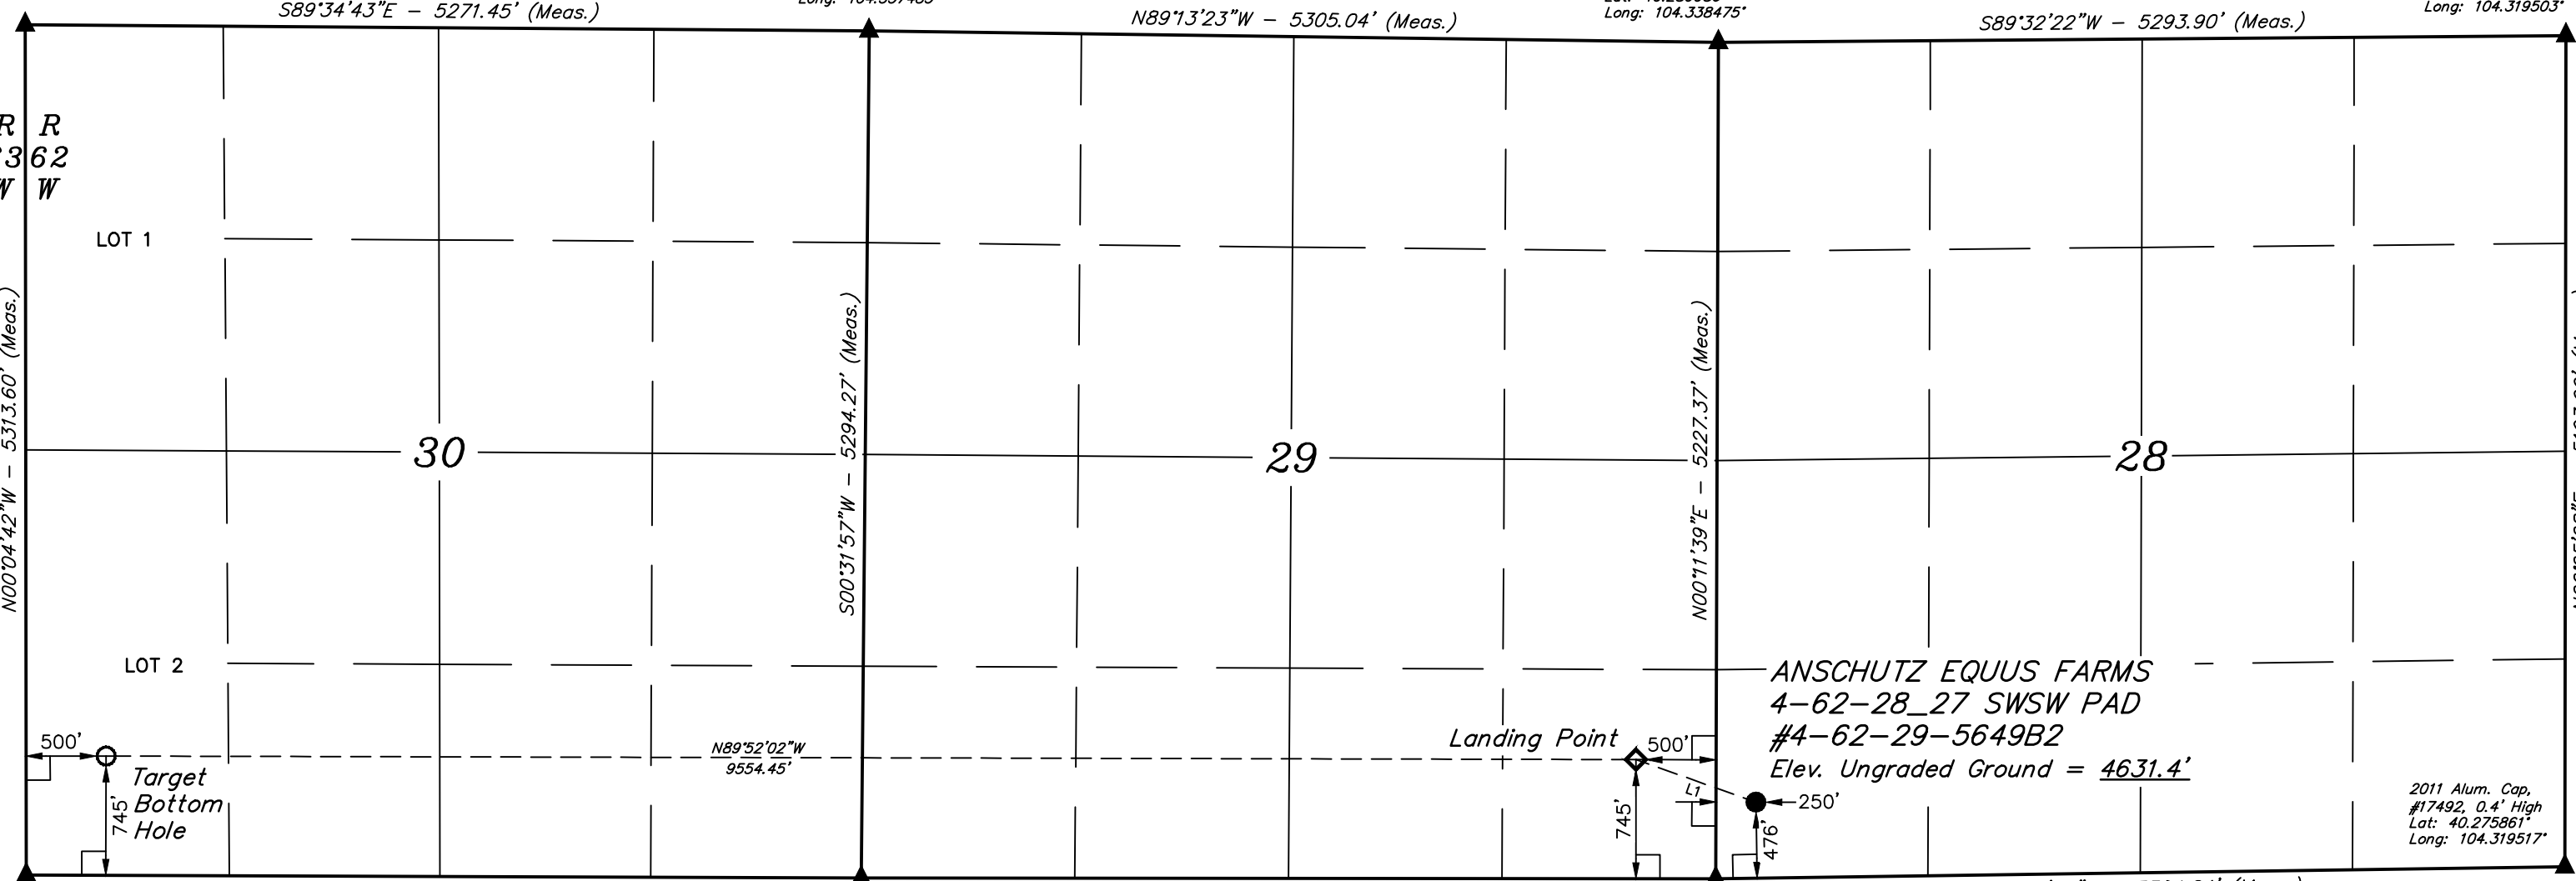 S89°34'43"E - 5271.45' (Meas.)
N89°13'23"W - 5305.04' (Meas.)
Long: 104.338475°
S89°32'22"W - 5293.90' (Meas.)
Long: 104.319503°
R R
62
W W
LOT 1
N00°04'42"W - 5313.60' (Meas.)
S00°31'57"W - 5294.27' (Meas.)
N00°11'39"E - 5227.37' (Meas.)
30
29
28
LOT 2
500'
Target
Bottom
Hole
745'
N89°52'02"W
9554.45'
Landing Point
500'
745'
L1
ANSCHUTZ EQUUS FARMS
4-62-28_27 SWSW PAD
#4-62-29-5649B2
Elev. Ungraded Ground = 4631.4'
250'
476'
2011 Alum. Cap,
#17492, 0.4' High
Lat: 40.275861°
Long: 104.319517°